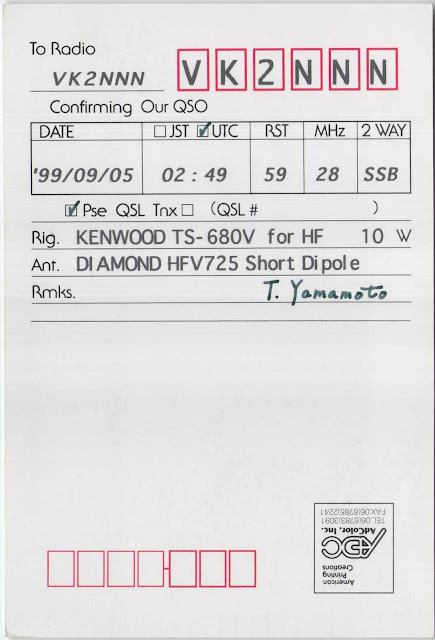 To Radio
VK2NNN
VK2NNN
Confirming Our QSO
DATE □JST ☑UTC RST MHz 2 WAY
'99/09/05 02:49 59 28 SSB
☑Pse QSL Tnx□ (QSL # )
Rig. KENWOOD TS-680V for HF 10 W
Ant. DIAMOND HFV725 Short Dipole
Rmks. T. Yamamoto
American
Printing
Creations
ADC
AdColor, Inc.
TEL.06(6783)3091
FAX.06(6785)2241